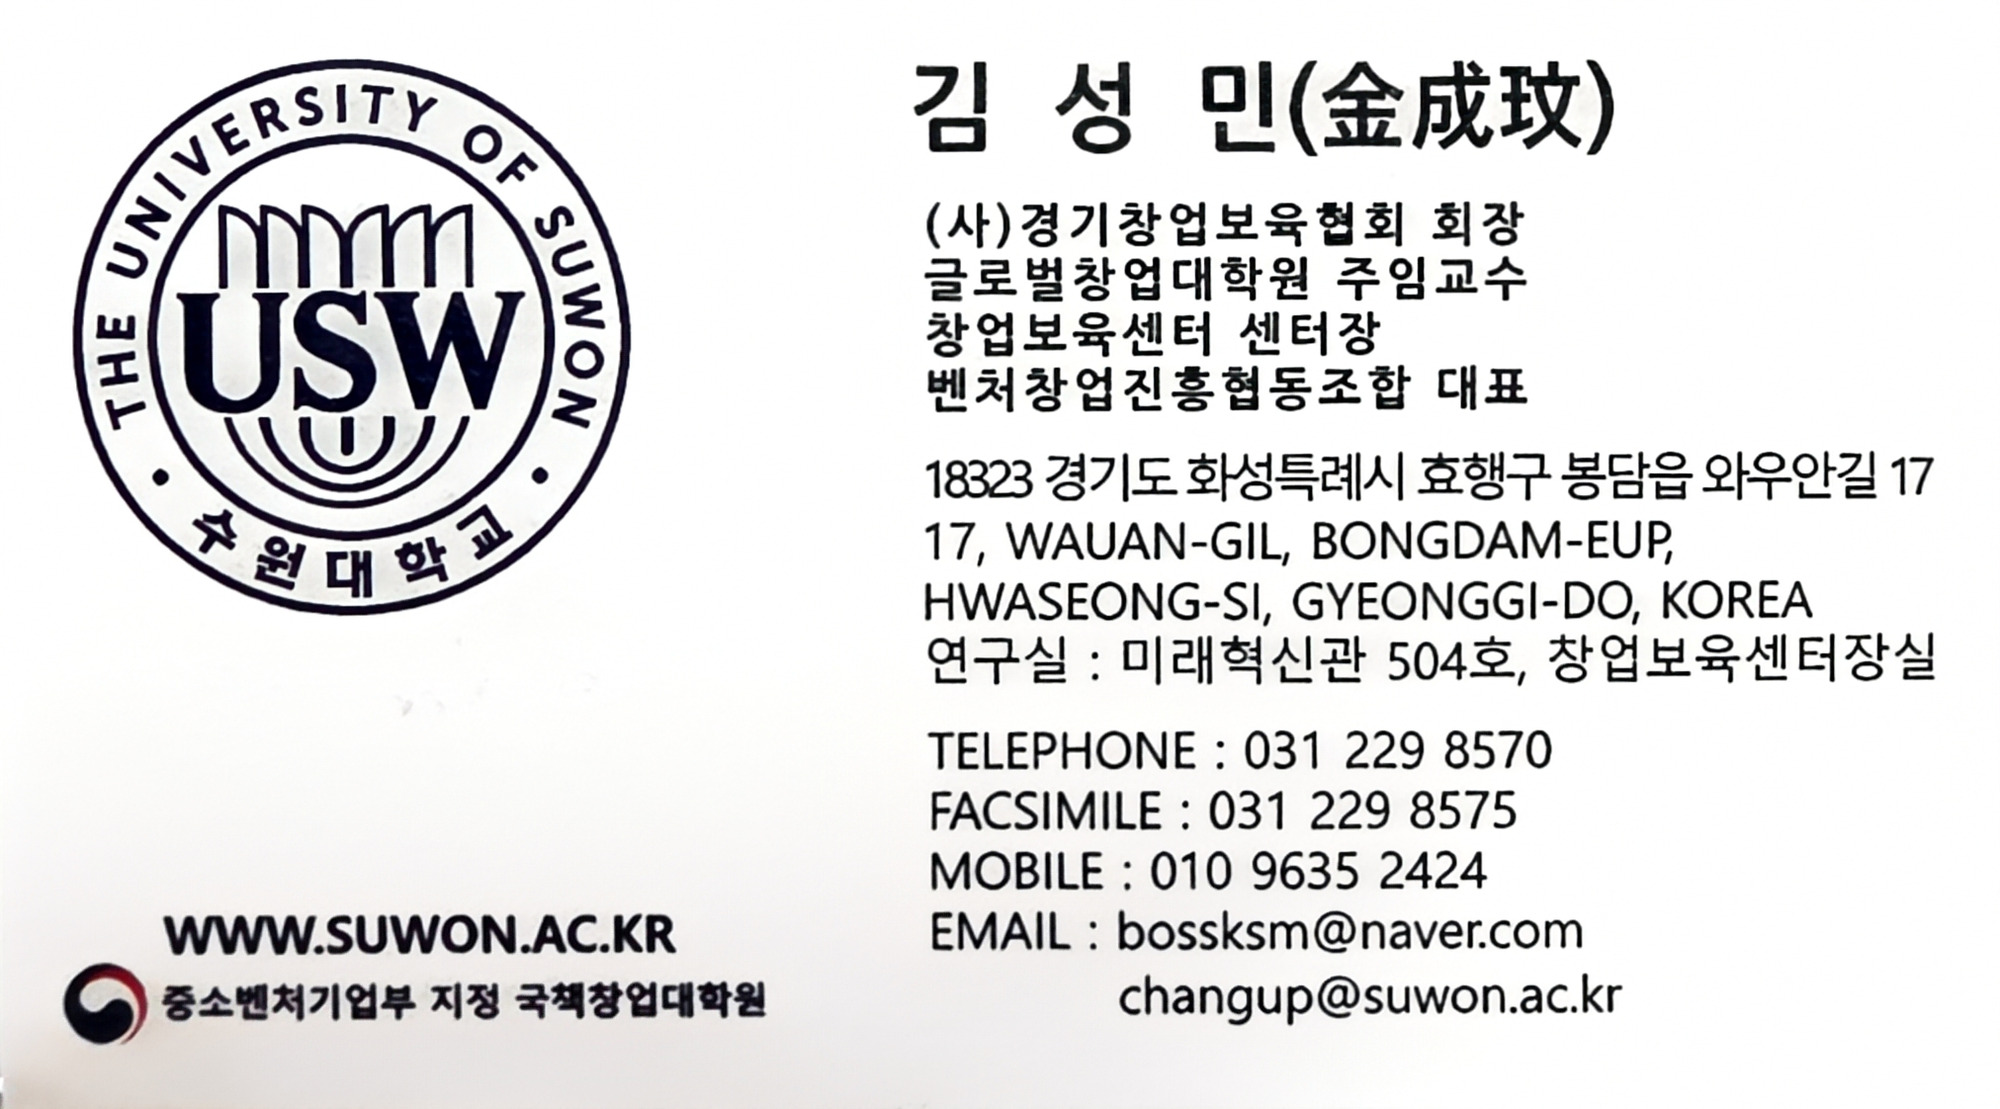 THE UNIVERSITY OF SUWON
USW
수원대학교
WWW.SUWON.AC.KR
중소벤처기업부 지정 국책창업대학원
김 성 민(金成玟)
(사)경기창업보육협회 회장
글로벌창업대학원 주임교수
창업보육센터 센터장
벤처창업진흥협동조합 대표
18323 경기도 화성특례시 효행구 봉담읍 와우안길 17
17, WAUAN-GIL, BONGDAM-EUP,
HWASEONG-SI, GYEONGGI-DO, KOREA
연구실 : 미래혁신관 504호, 창업보육센터장실
TELEPHONE : 031 229 8570
FACSIMILE : 031 229 8575
MOBILE : 010 9635 2424
EMAIL : bossksm@naver.com
changup@suwon.ac.kr